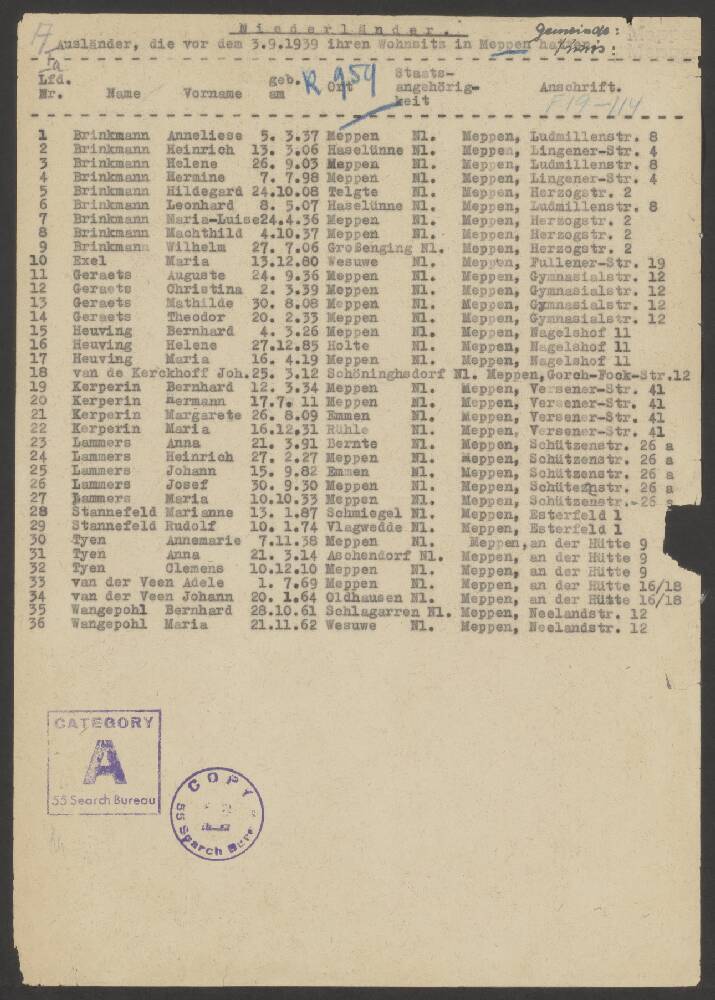 Niederländer.
Gemeinde:
A
Ausländer, die vor dem 3.9.1939 ihren Wohnsitz in Meppen
Lfd. Nr. Name Vorname geb. am Ort Staats-angehörig-keit Anschrift.
R 954
F19-114
1 Brinkmann Anneliese 5. 3.37 Meppen Nl. Meppen, Ludmillenstr. 8
2 Brinkmann Heinrich 13. 3.06 Haselünne Nl. Meppen, Lingener-Str. 4
3 Brinkmann Helene 26. 9.03 Meppen Nl. Meppen, Ludmillenstr. 8
4 Brinkmann Hermine 7. 7.98 Meppen Nl. Meppen, Lingener-Str. 4
5 Brinkmann Hildegard 24.10.08 Telgte Nl. Meppen, Herzogstr. 2
6 Brinkmann Leonhard 8. 5.07 Haselünne Nl. Meppen, Ludmillenstr. 8
7 Brinkmann Maria-Luise24.4.36 Meppen Nl. Meppen, Herzogstr. 2
8 Brinkmann Machthild 4.10.37 Meppen Nl. Meppen, Herzogstr. 2
9 Brinkmann Wilhelm 27. 7.06 Großenging Nl. Meppen, Herzogstr. 2
10 Exel Maria 13.12.80 Wesuwe Nl. Meppen, Fullener-Str. 19
11 Geraets Auguste 24. 9.36 Meppen Nl. Meppen, Gymnasialstr. 12
12 Geraets Christina 2. 3.39 Meppen Nl. Meppen, Gymnasialstr. 12
13 Geraets Mathilde 30. 8.08 Meppen Nl. Meppen, Gymnasialstr. 12
14 Geraets Theodor 20. 2.33 Meppen Nl. Meppen, Gymnasialstr. 12
15 Heuving Bernhard 4. 3.26 Meppen Nl. Meppen, Nagelshof 11
16 Heuving Helene 27.12.85 Holte Nl. Meppen, Nagelshof 11
17 Heuving Maria 16. 4.19 Meppen Nl. Meppen, Nagelshof 11
18 van de Kerckhoff Joh.25. 3.12 Schöninghsdorf Nl. Meppen,Gorch-Fock-Str.12
19 Kerperin Bernhard 12. 3.34 Meppen Nl. Meppen, Versener-Str. 41
20 Kerperin Hermann 17.7. 11 Meppen Nl. Meppen, Versener-Str. 41
21 Kerperin Margarete 26. 8.09 Emmen Nl. Meppen, Versener-Str. 41
22 Kerperin Maria 16.12.31 Rühle Nl. Meppen, Versener-Str. 41
23 Lammers Anna 21. 3.91 Bernte Nl. Meppen, Schützenstr. 26 a
24 Lammers Heinrich 27. 2.27 Meppen Nl. Meppen, Schützenstr. 26 a
25 Lammers Johann 15. 9.82 Emmen Nl. Meppen, Schützenstr. 26 a
26 Lammers Josef 30. 9.30 Meppen Nl. Meppen, Schützenstr. 26 a
27 Lammers Maria 10.10.33 Meppen Nl. Meppen, Schützenstr. 26
28 Stannefeld Marianne 13. 1.87 Schmiegel Nl. Meppen, Esterfeld 1
29 Stannefeld Rudolf 10. 1.74 Vlagwedde Nl. Meppen, Esterfeld 1
30 Tyen Annemarie 7.11.38 Meppen Nl. Meppen,an der Hütte 9
31 Tyen Anna 21. 3.14 Aschendorf Nl. Meppen, an der Hütte 9
32 Tyen Clemens 10.12.10 Meppen Nl. Meppen, an der Hütte 9
33 van der Veen Adele 1. 7.69 Meppen Nl. Meppen, an der Hütte 16/18
34 van der Veen Johann 20. 1.64 Oldhausen Nl. Meppen, an der Hütte 16/18
35 Wangepohl Bernhard 28.10.61 Schlagarren Nl. Meppen, Neelandstr. 12
36 Wangepohl Maria 21.11.62 Wesuwe Nl. Meppen, Neelandstr. 12
CATEGORY
A
55 Search Bureau
COPY
55 Search